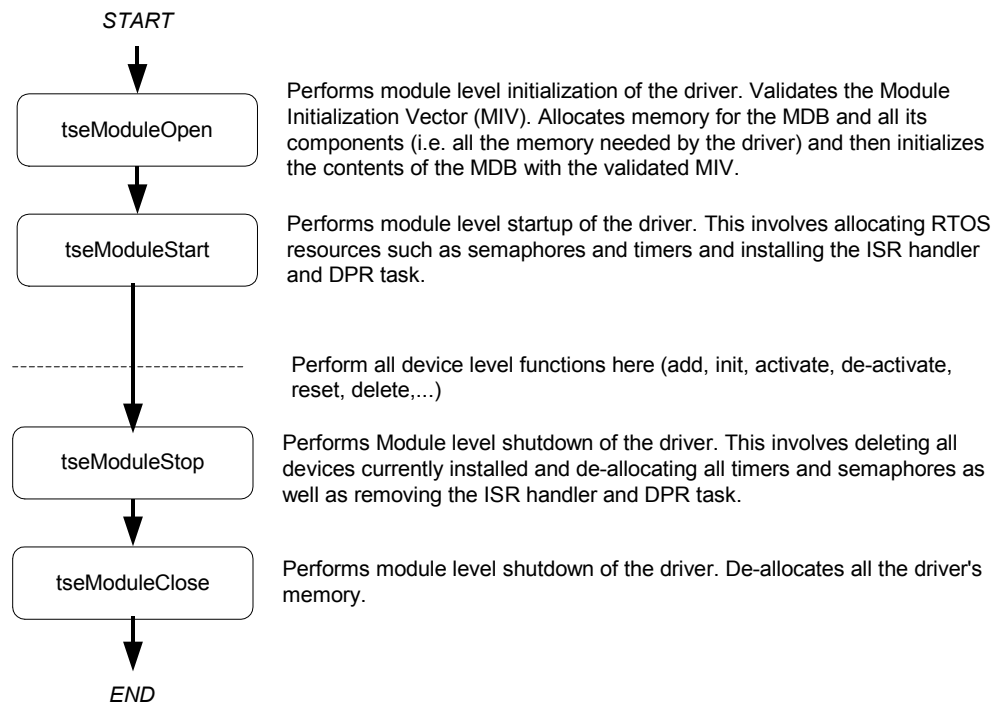 START
tseModuleOpen
Performs module level initialization of the driver. Validates the Module
Initialization Vector (MIV). Allocates memory for the MDB and all its
components (i.e. all the memory needed by the driver) and then initializes
the contents of the MDB with the validated MIV.
tseModuleStart
Performs module level startup of the driver. This involves allocating RTOS
resources such as semaphores and timers and installing the ISR handler
and DPR task.
Perform all device level functions here (add, init, activate, de-activate,
reset, delete,...)
tseModuleStop
Performs Module level shutdown of the driver. This involves deleting all
devices currently installed and de-allocating all timers and semaphores as
well as removing the ISR handler and DPR task.
tseModuleClose
Performs module level shutdown of the driver. De-allocates all the driver's
memory.
END